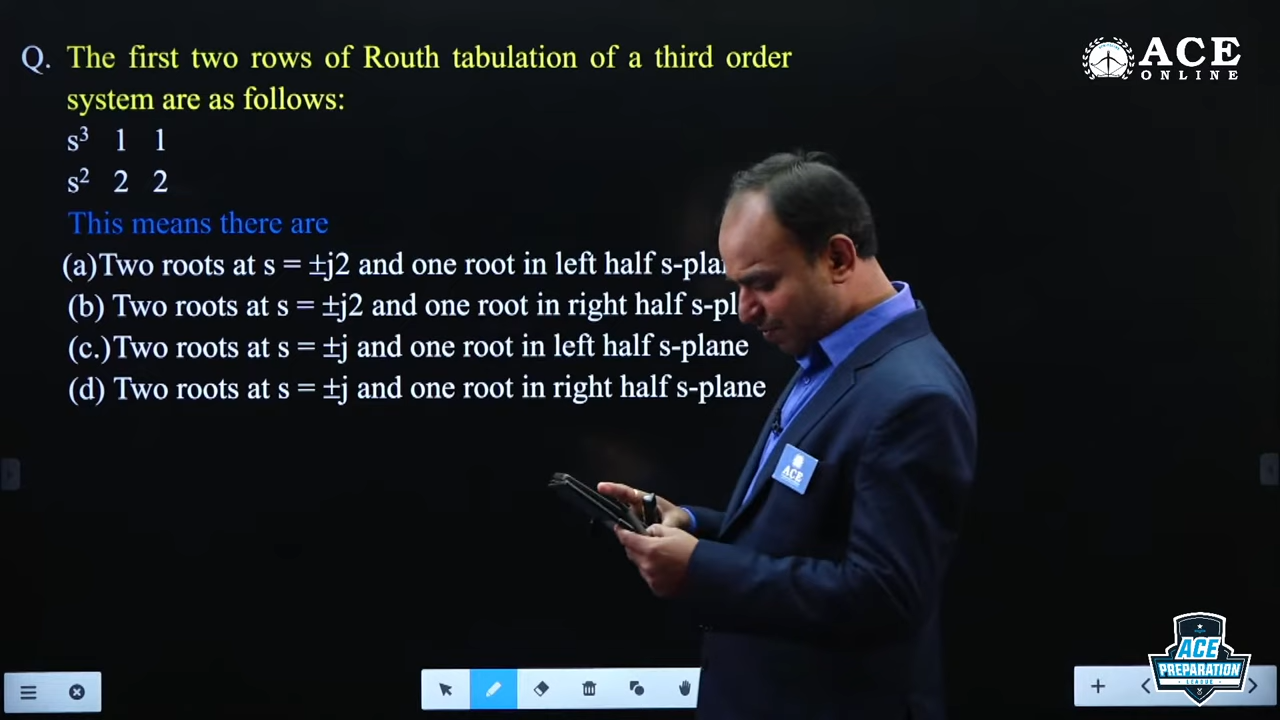 Q. The first two rows of Routh tabulation of a third order
system are as follows:
s³ 1 1
s² 2 2
This means there are
(a)Two roots at s = ±j2 and one root in left half
(b) Two roots at s = ±j2 and one root in right half
(c.)Two roots at s = ±j and one root in left half s-plane
(d) Two roots at s = ±j and one root in right half s-plane
ACE
ONLINE
ACE
ACE
PREPARATION
LEAGUE